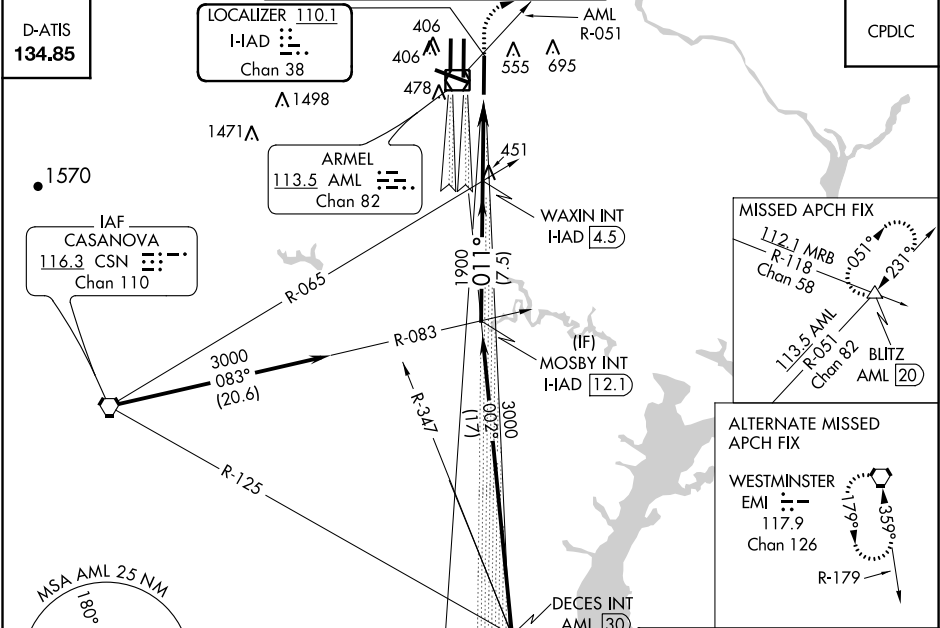 D-ATIS
134.85
LOCALIZER 110.1
I-IAD
Chan 38
406
406
478
AML
R-051
555
695
CPDLC
1498
1471
ARMEL
113.5 AML
Chan 82
451
1570
IAF
CASANOVA
116.3 CSN
Chan 110
WAXIN INT
I-IAD 4.5
R-065
1900
011°
(7.5)
R-083
(IF)
MOSBY INT
I-IAD 12.1
3000
083°
(20.6)
R-347
3000
002°
(17)
R-125
MISSED APCH FIX
112.1 MRB
R-118
Chan 58
051°
231°
113.5 AML
R-051
Chan 82
BLITZ
AML 20
ALTERNATE MISSED
APCH FIX
WESTMINSTER
EMI
117.9
Chan 126
179°
359°
R-179
MSA AML 25 NM
180°
DECES INT
AML 30